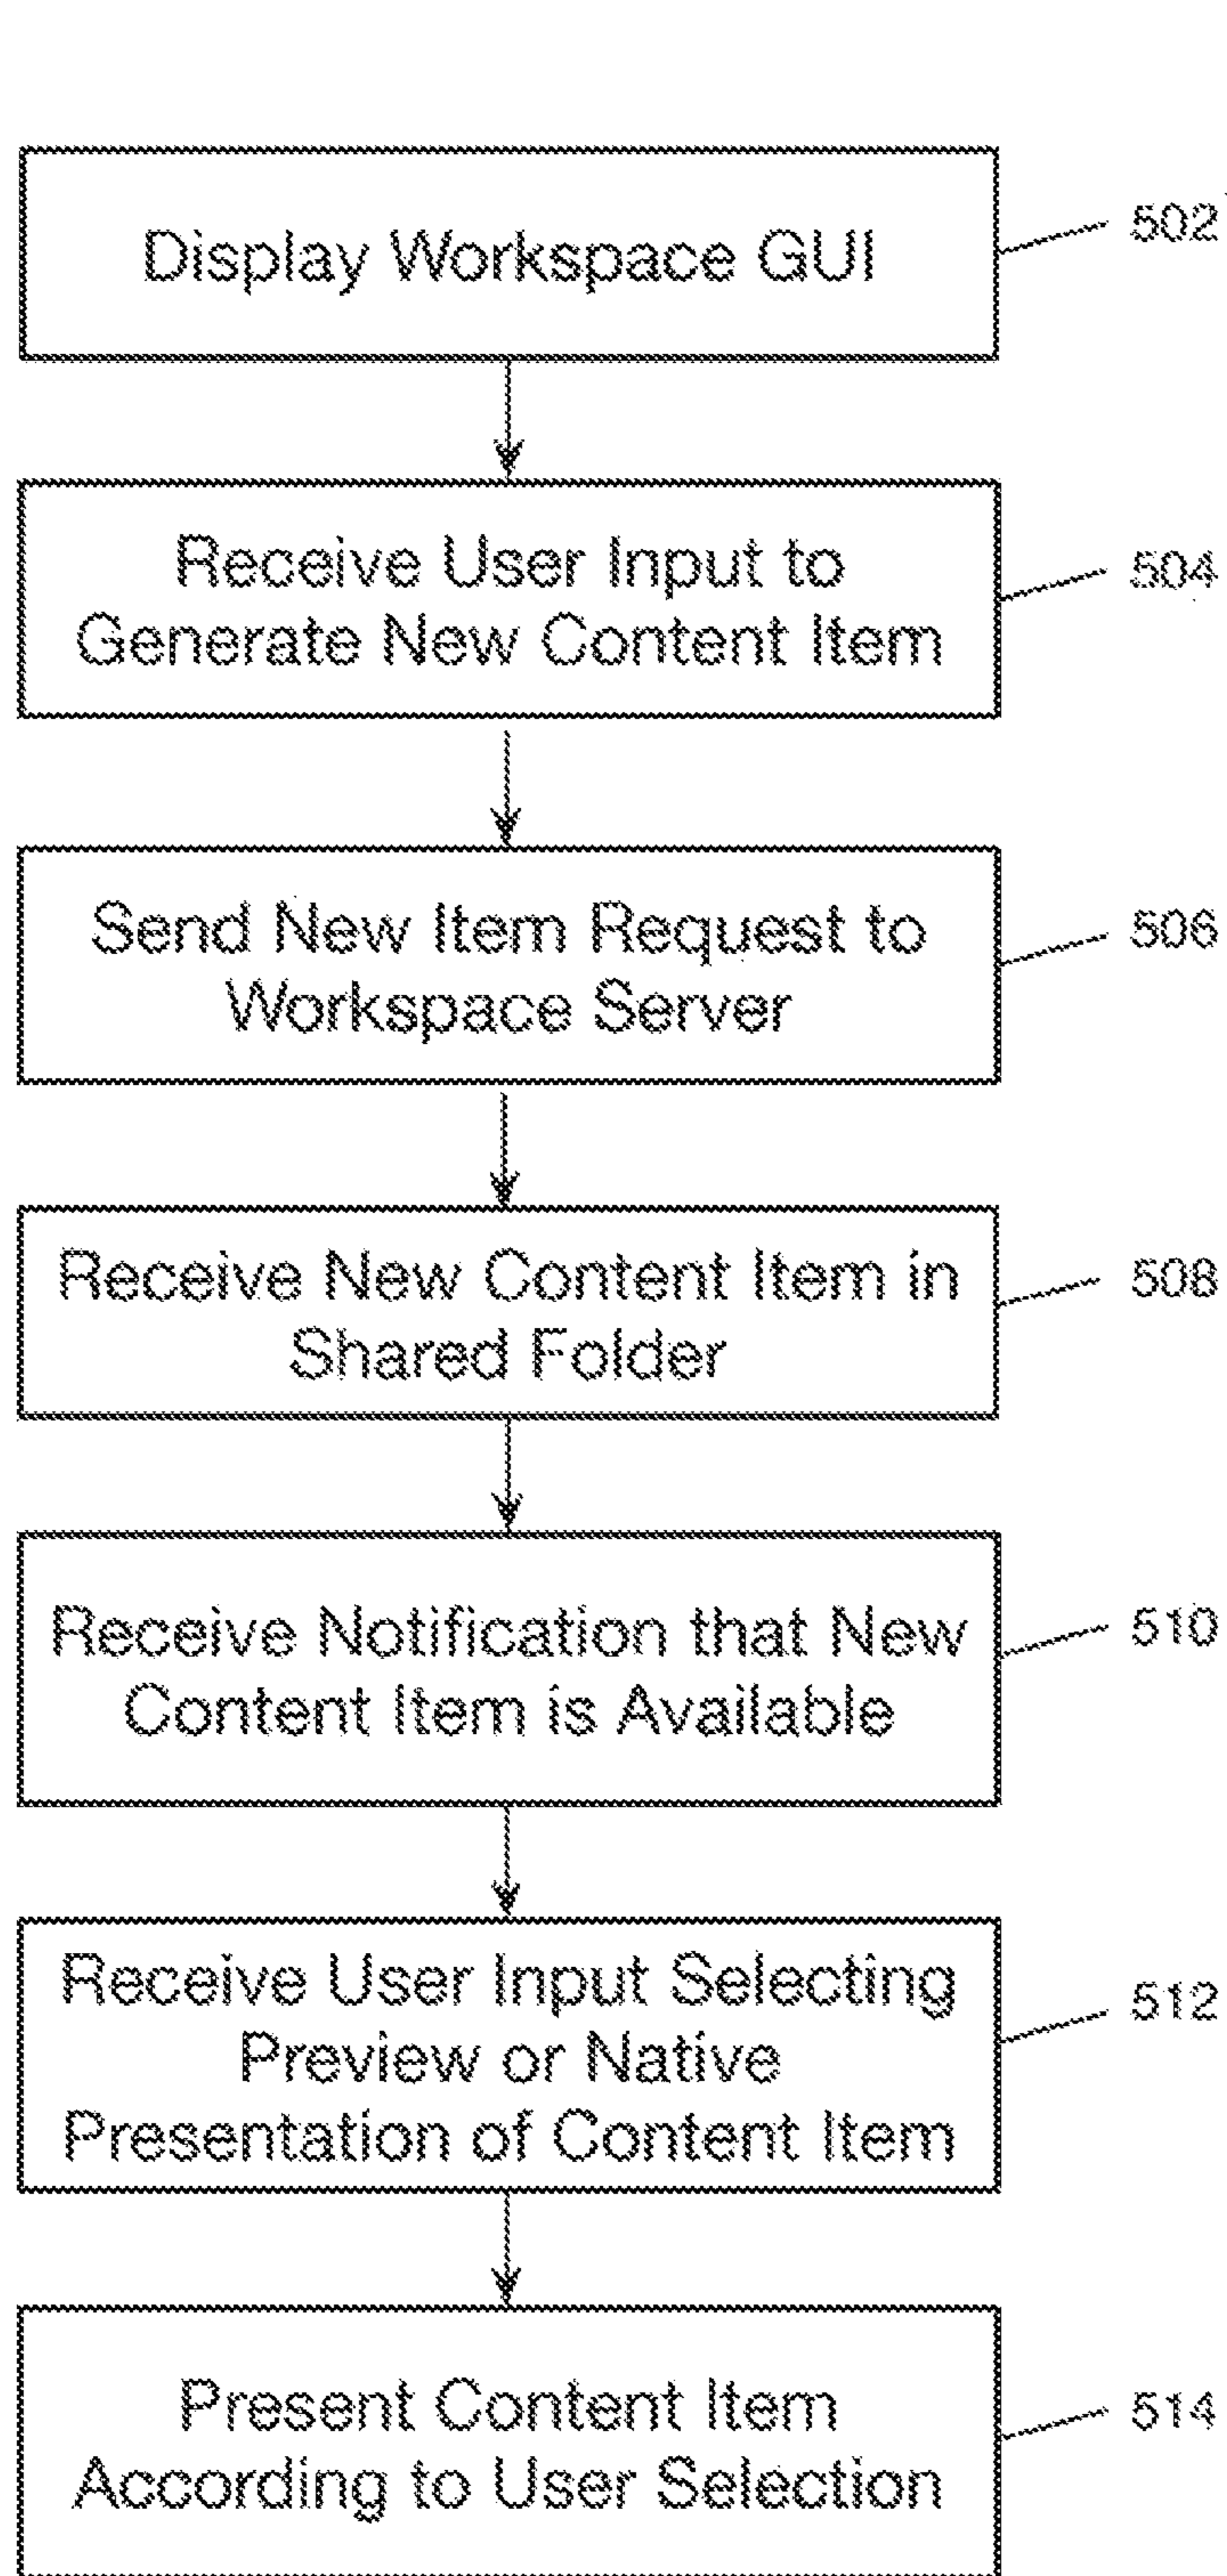 Display Workspace GUI
502
Receive User Input to
Generate New Content Item
504
Send New Item Request to
Workspace Server
506
Receive New Content Item in
Shared Folder
508
Receive Notification that New
Content Item is Available
510
Receive User Input Selecting
Preview or Native
Presentation of Content Item
512
Present Content Item
According to User Selection
514